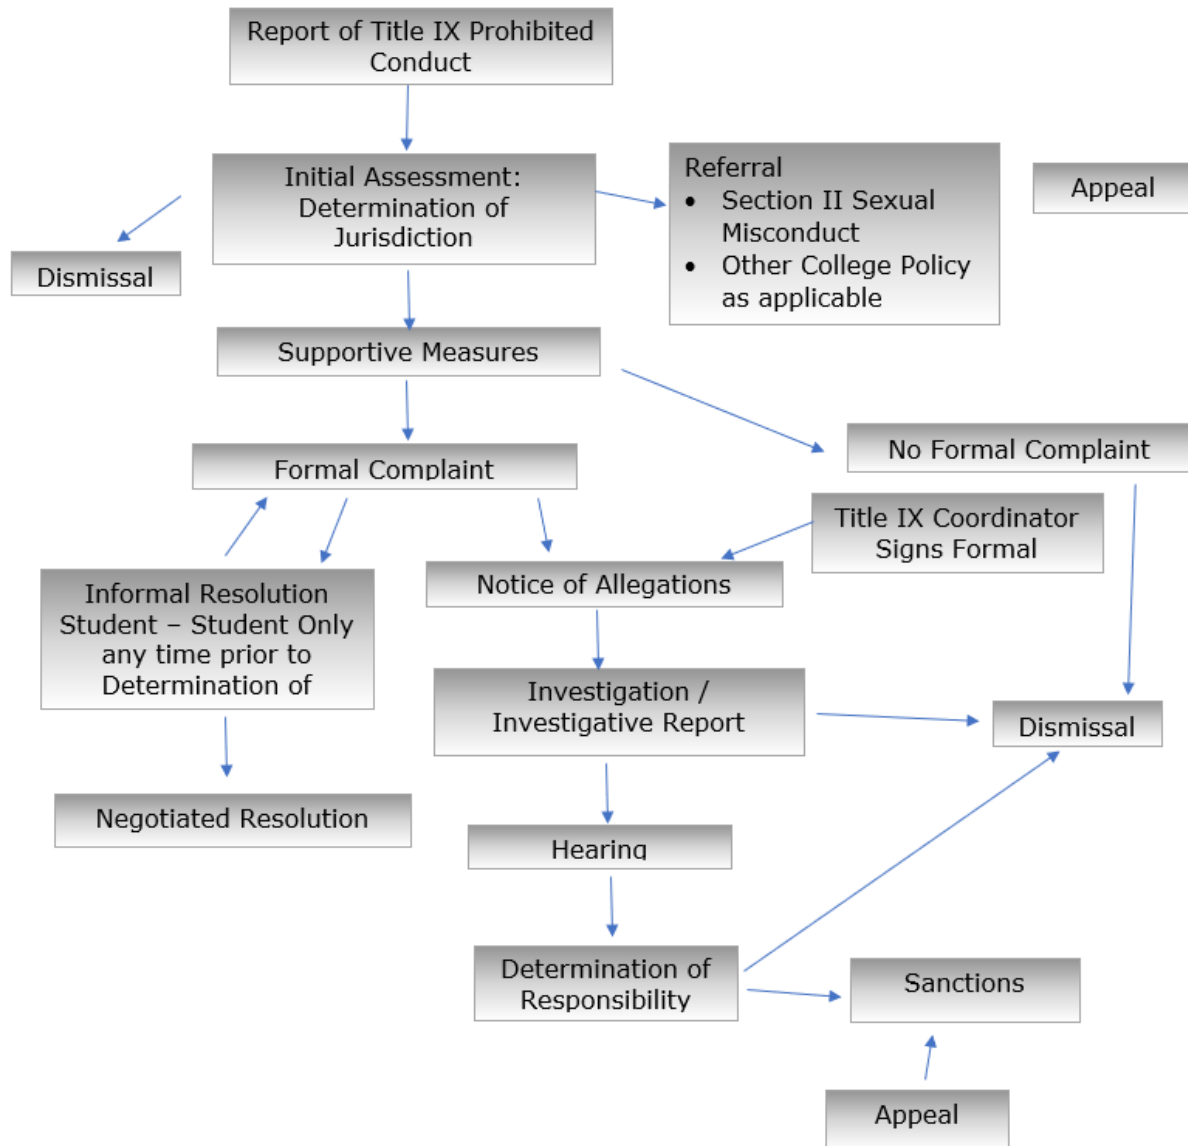 Report of Title IX Prohibited
Conduct
Initial Assessment:
Determination of
Jurisdiction
Referral
• Section II Sexual
Misconduct
• Other College Policy
as applicable
Appeal
Dismissal
Supportive Measures
Formal Complaint
No Formal Complaint
Title IX Coordinator
Signs Formal
Notice of Allegations
Informal Resolution
Student – Student Only
any time prior to
Determination of
Investigation /
Investigative Report
Dismissal
Negotiated Resolution
Hearing
Determination of
Responsibility
Sanctions
Appeal